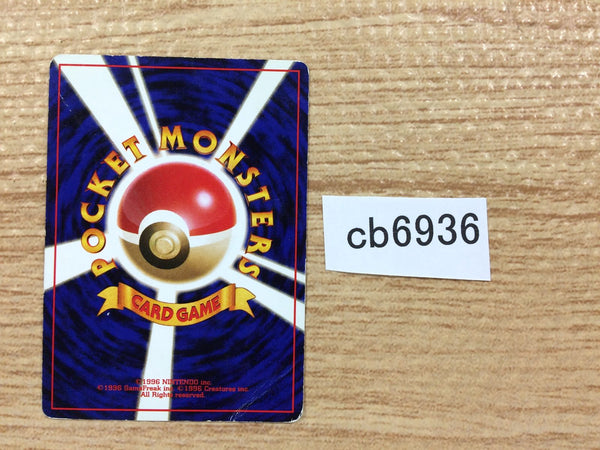 POCKET MONSTERS
CARD GAME
©1996 NINTENDO inc.
©1996 GameFreak inc. ©1996 Creatures inc.
All Rights reserved.
cb6936